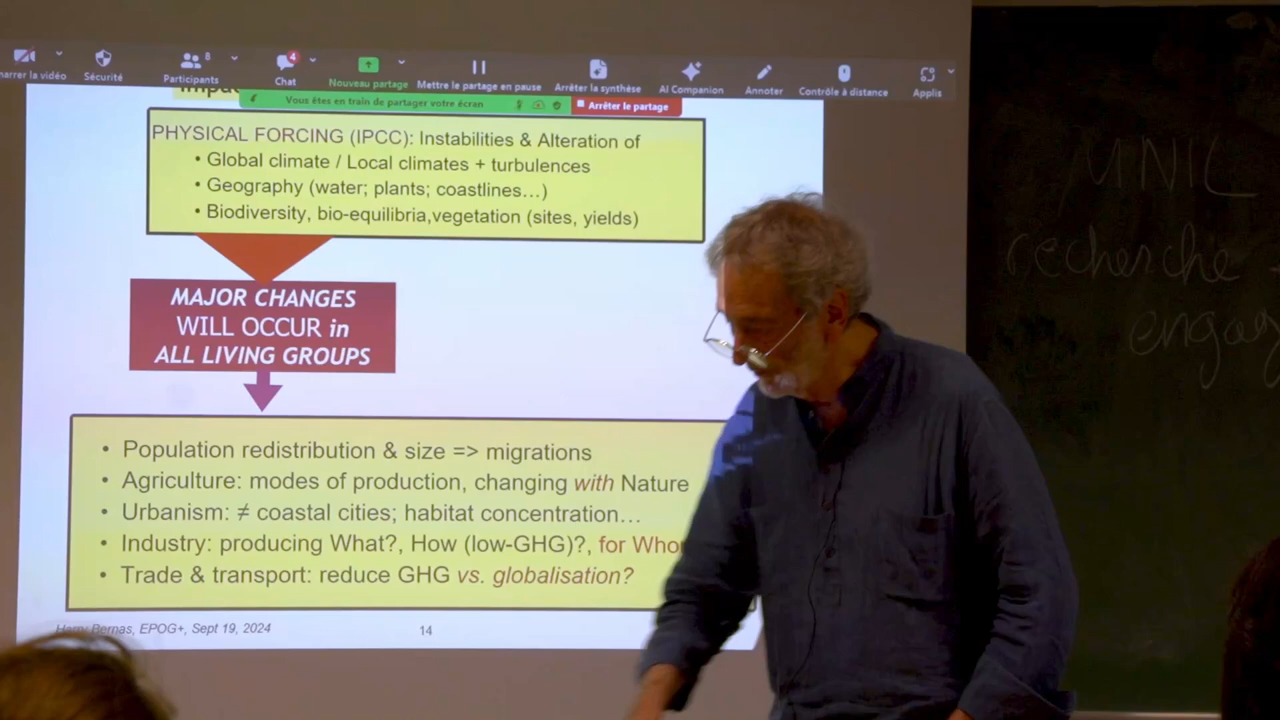 8
4
marrer la vidéo
Sécurité
Participants
Chat
Nouveau partage
Mettre le partage en pause
Arrêter la synthèse
AI Companion
Annoter
Contrôle à distance
Applis
Vous êtes en train de partager votre écran
Arrêter le partage
PHYSICAL FORCING (IPCC): Instabilities & Alteration of
• Global climate / Local climates + turbulences
• Geography (water; plants; coastlines…)
• Biodiversity, bio-equilibria,vegetation (sites, yields)
MAJOR CHANGES
WILL OCCUR in
ALL LIVING GROUPS
• Population redistribution & size => migrations
• Agriculture: modes of production, changing with Nature
• Urbanism: ≠ coastal cities; habitat concentration…
• Industry: producing What?, How (low-GHG)?, for Who
• Trade & transport: reduce GHG vs. globalisation?
Harry Bernas, EPOG+, Sept 19, 2024
14
recherche
engag